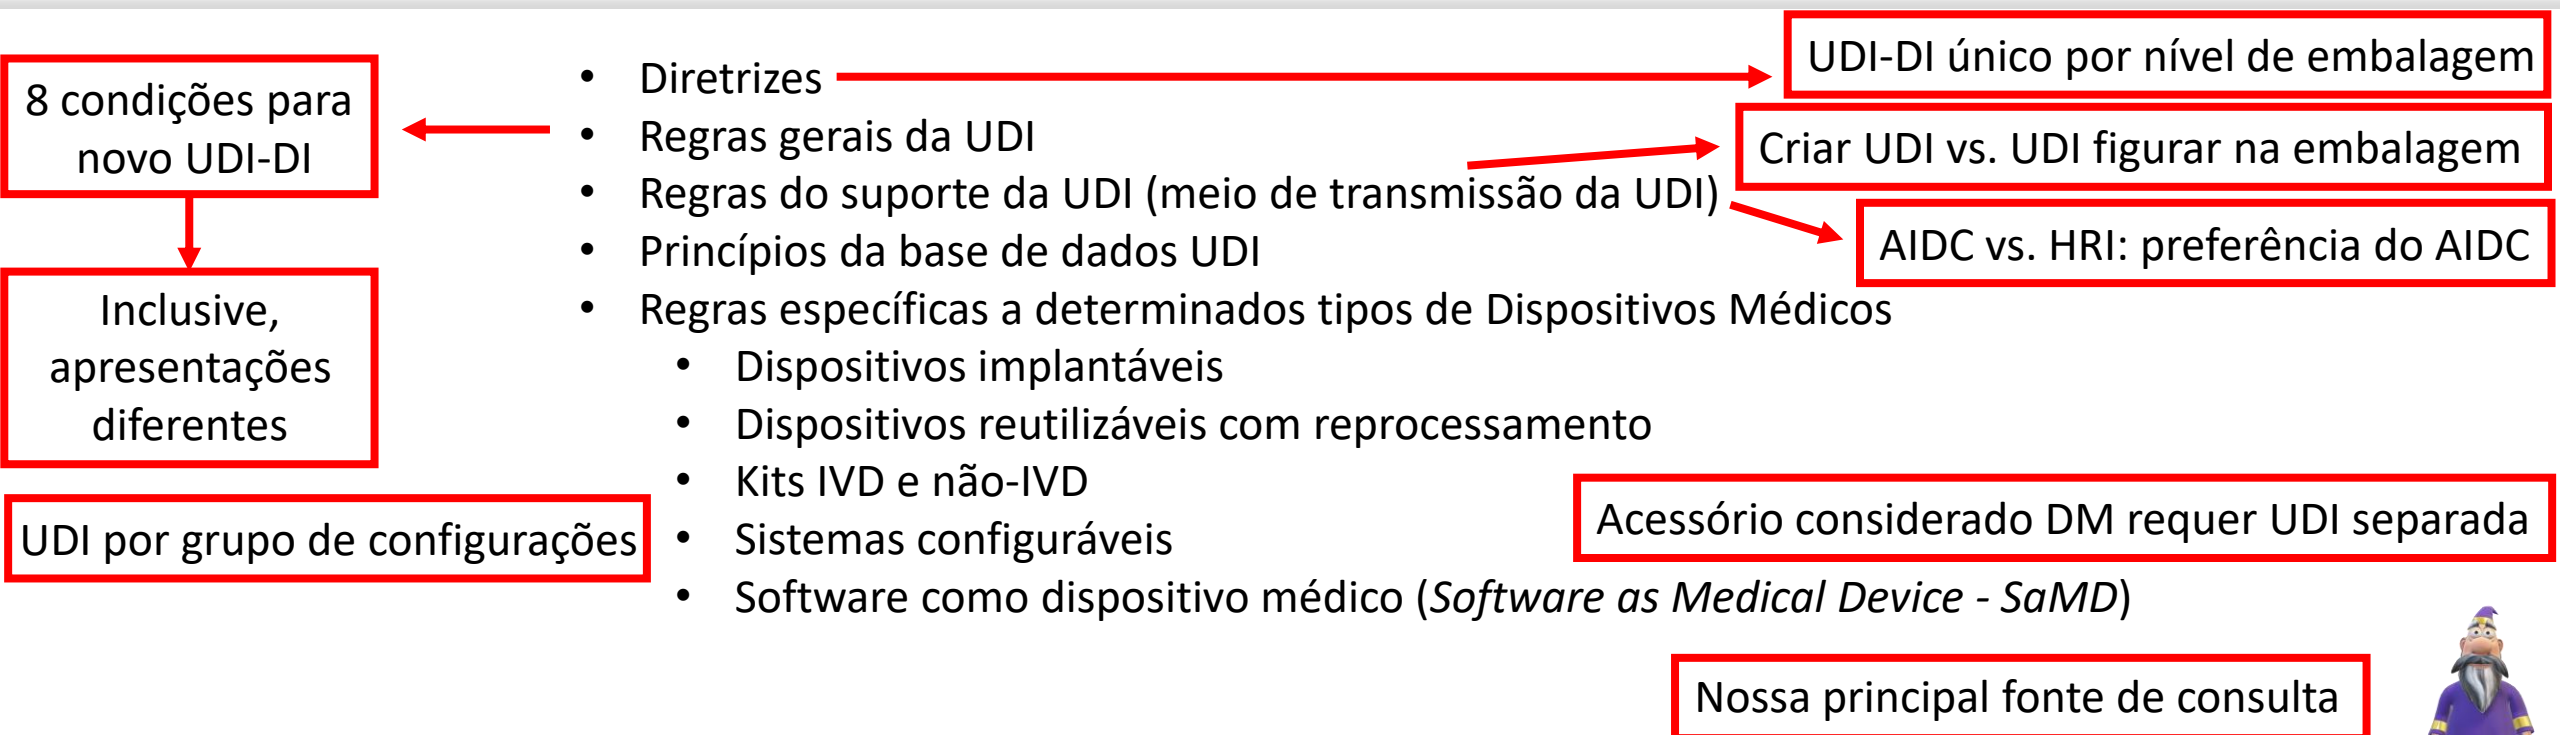 8 condições para
novo UDI-DI
Inclusive,
apresentações
diferentes
UDI por grupo de configurações
• Diretrizes
• Regras gerais da UDI
• Regras do suporte da UDI (meio de transmissão da UDI)
• Princípios da base de dados UDI
• Regras específicas a determinados tipos de Dispositivos Médicos
• Dispositivos implantáveis
• Dispositivos reutilizáveis com reprocessamento
• Kits IVD e não-IVD
• Sistemas configuráveis
• Software como dispositivo médico (Software as Medical Device - SaMD)
UDI-DI único por nível de embalagem
Criar UDI vs. UDI figurar na embalagem
AIDC vs. HRI: preferência do AIDC
Acessório considerado DM requer UDI separada
Nossa principal fonte de consulta